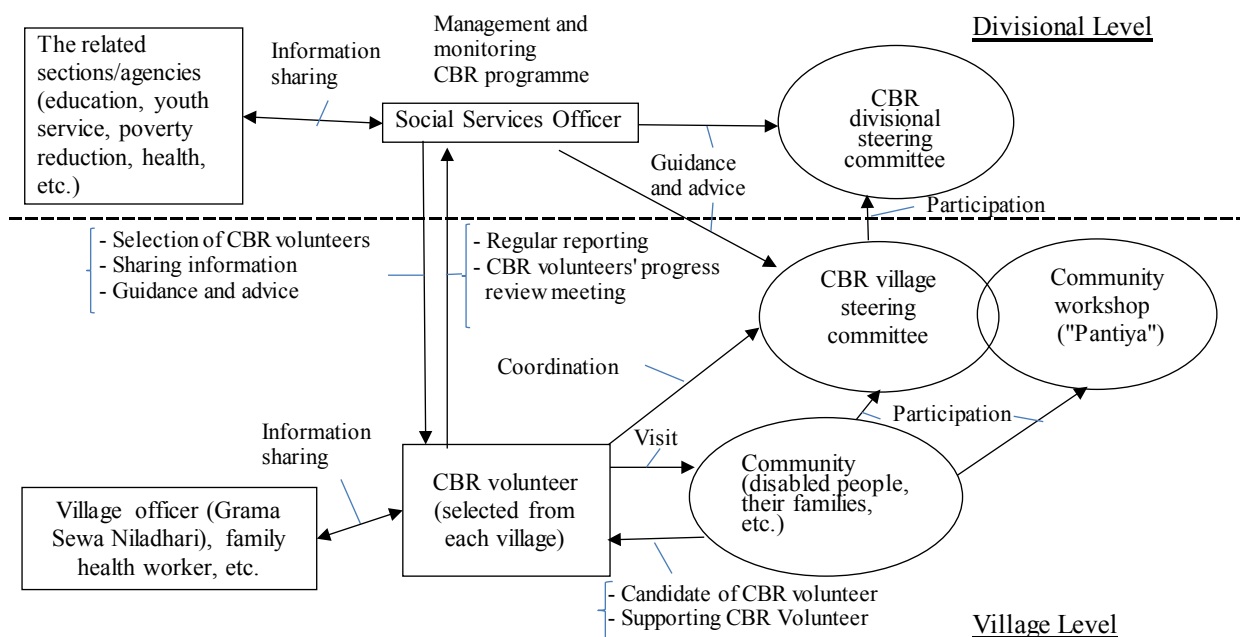 Divisional Level
The related
sections/agencies
(education, youth
service, poverty
reduction, health,
etc.)
Information
sharing
Management and
monitoring
CBR programme
Social Services Officer
Guidance
and advice
CBR
divisional
steering
committee
Participation
- Selection of CBR volunteers
- Sharing information
- Guidance and advice
- Regular reporting
- CBR volunteers' progress
review meeting
CBR village
steering
committee
Community
workshop
("Pantiya")
Coordination
Participation
Information
sharing
Visit
Village officer (Grama
Sewa Niladhari), family
health worker, etc.
CBR volunteer
(selected from
each village)
Community
(disabled people,
their families,
etc.)
- Candidate of CBR volunteer
- Supporting CBR Volunteer
Village Level